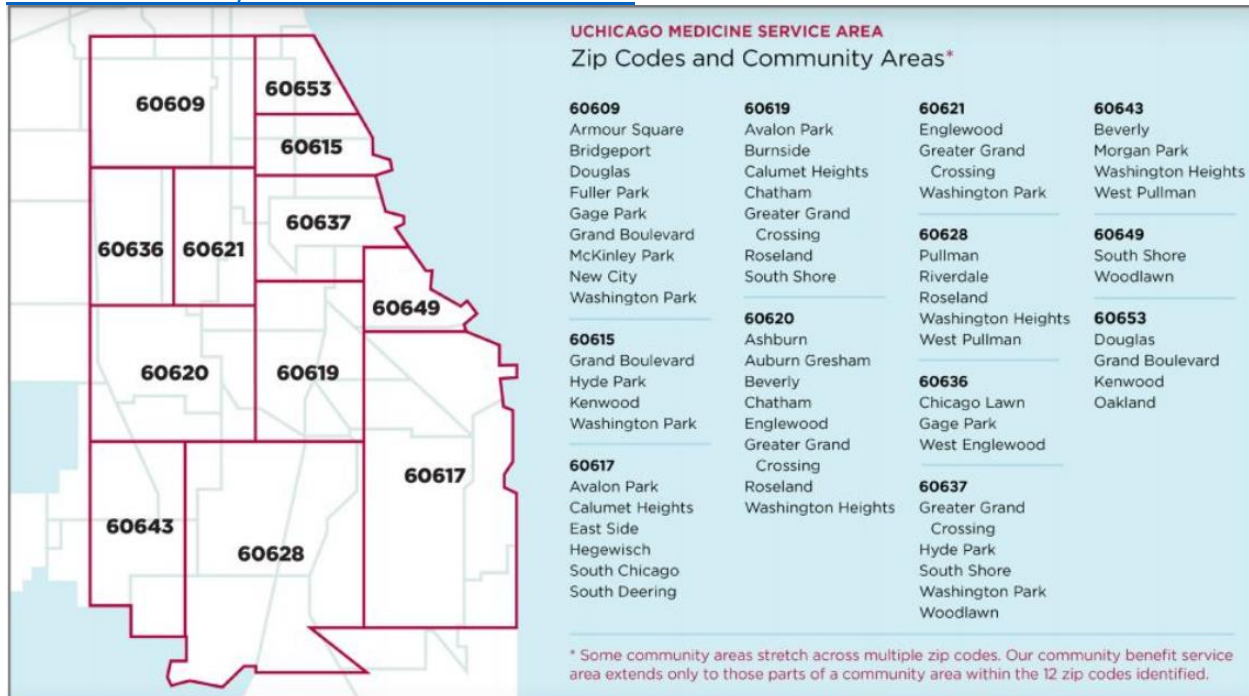 60609
60653
60615
60637
60636
60621
60649
60620
60619
60617
60643
60628
UCHICAGO MEDICINE SERVICE AREA
Zip Codes and Community Areas*
60609
Armour Square
Bridgeport
Douglas
Fuller Park
Gage Park
Grand Boulevard
McKinley Park
New City
Washington Park
60615
Grand Boulevard
Hyde Park
Kenwood
Washington Park
60617
Avalon Park
Calumet Heights
East Side
Hegewisch
South Chicago
South Deering
60619
Avalon Park
Burnside
Calumet Heights
Chatham
Greater Grand
Crossing
Roseland
South Shore
60620
Ashburn
Auburn Gresham
Beverly
Chatham
Englewood
Greater Grand
Crossing
Roseland
Washington Heights
60621
Englewood
Greater Grand
Crossing
Washington Park
60628
Pullman
Riverdale
Roseland
Washington Heights
West Pullman
60636
Chicago Lawn
Gage Park
West Englewood
60637
Greater Grand
Crossing
Hyde Park
South Shore
Washington Park
Woodlawn
60643
Beverly
Morgan Park
Washington Heights
West Pullman
60649
South Shore
Woodlawn
60653
Douglas
Grand Boulevard
Kenwood
Oakland
* Some community areas stretch across multiple zip codes. Our community benefit service
area extends only to those parts of a community area within the 12 zip codes identified.